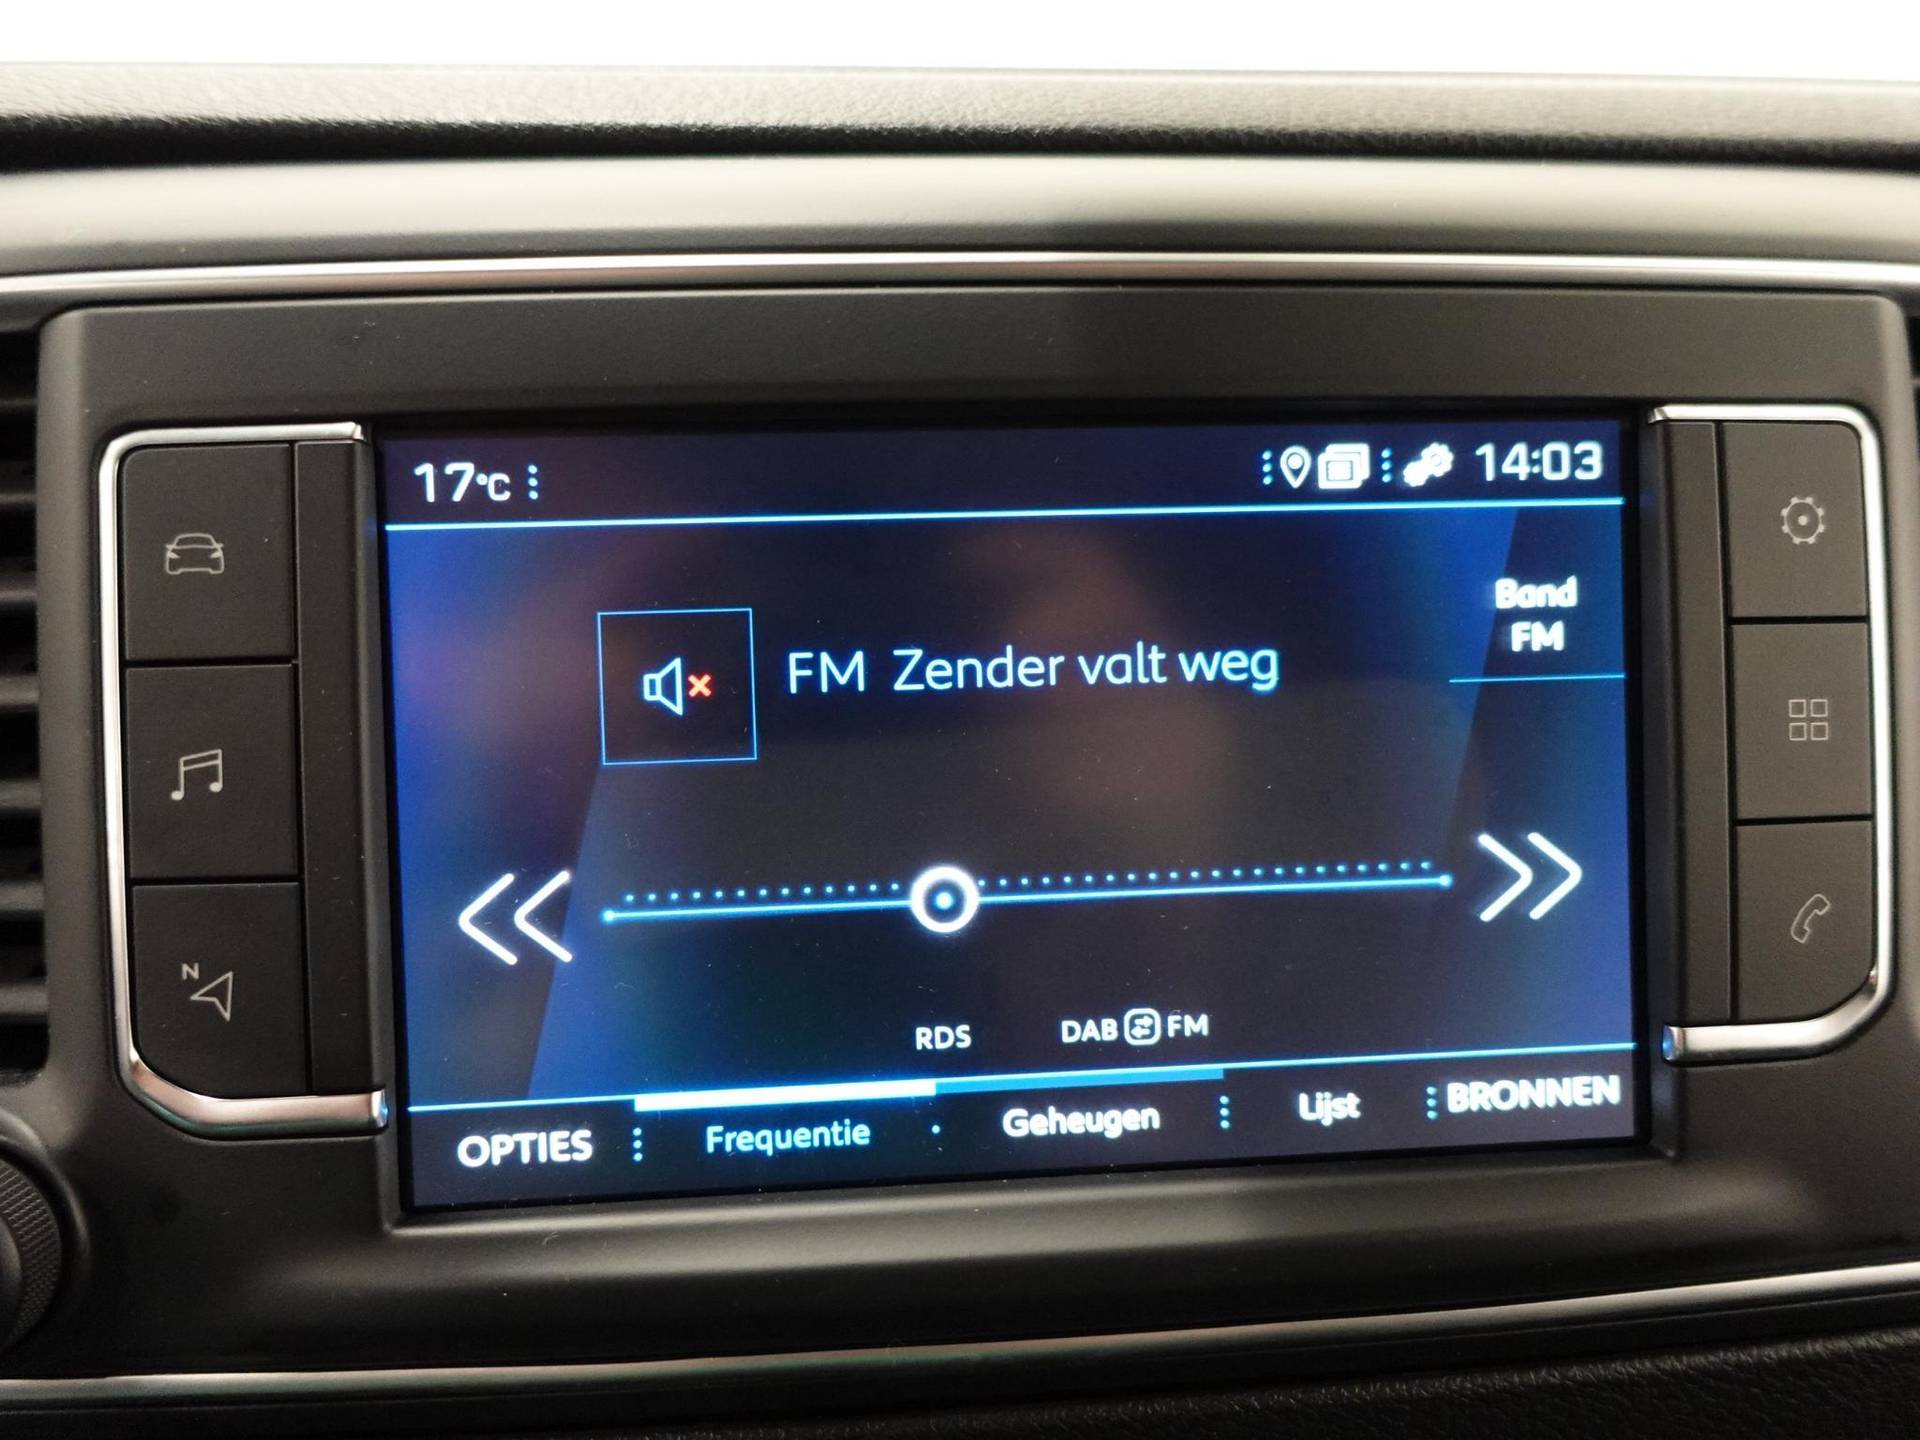 17°C
14:03
Band
FM
FM Zender valt weg
N
RDS
DAB FM
OPTIES
Frequentie
Geheugen
Lijst
BRONNEN